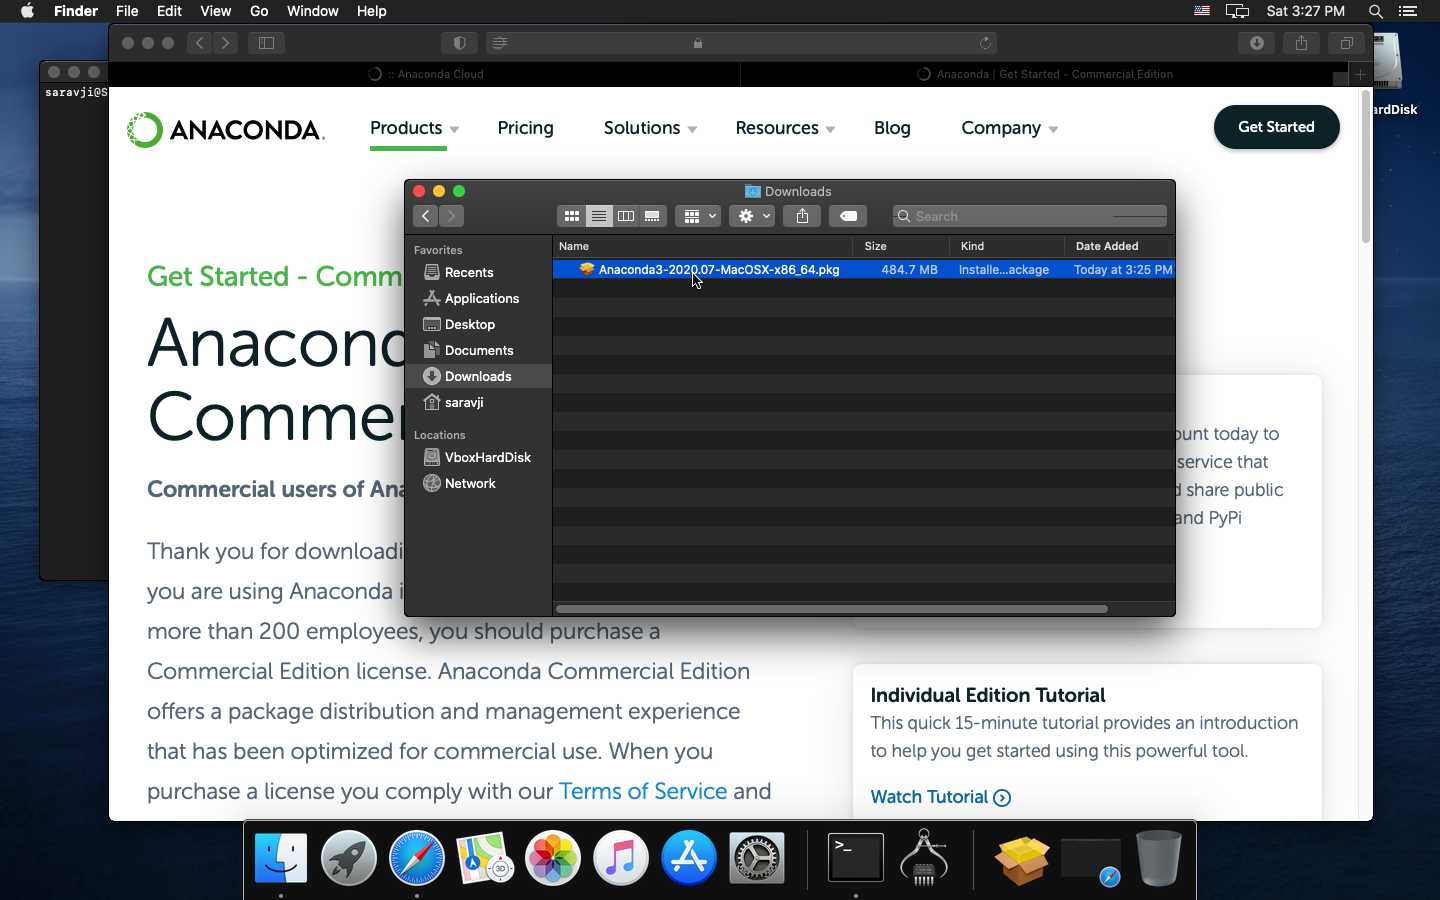 Finder File Edit View Go Window Help Sat 3:27 PM
:: Anaconda Cloud Anaconda | Get Started - Commercial Edition
saravji@S
ardDisk
ANACONDA. Products Pricing Solutions Resources Blog Company Get Started
Downloads
Search
Favorites
Recents
Applications
Desktop
Documents
Downloads
saravji
Locations
VboxHardDisk
Network
Name Size Kind Date Added
Anaconda3-2020.07-MacOSX-x86_64.pkg 484.7 MB Installe...ackage Today at 3:25 PM
Get Started - Comm
Anacond
Commer
Commercial users of Ana
Thank you for downloadi
you are using Anaconda i
more than 200 employees, you should purchase a
Commercial Edition license. Anaconda Commercial Edition
offers a package distribution and management experience
that has been optimized for commercial use. When you
purchase a license you comply with our Terms of Service and
ount today to
service that
d share public
and PyPi
Individual Edition Tutorial
This quick 15-minute tutorial provides an introduction
to help you get started using this powerful tool.
Watch Tutorial
3D
>_